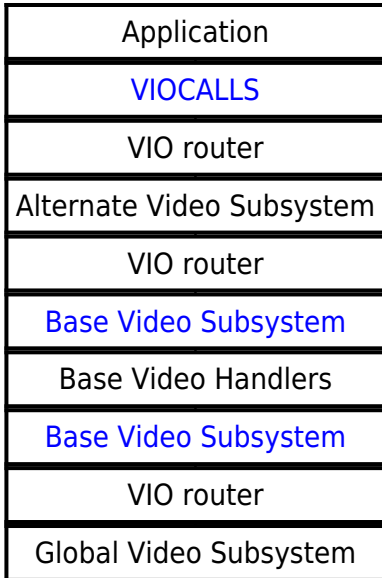 Application
VIOCALLS
VIO router
Alternate Video Subsystem
VIO router
Base Video Subsystem
Base Video Handlers
Base Video Subsystem
VIO router
Global Video Subsystem